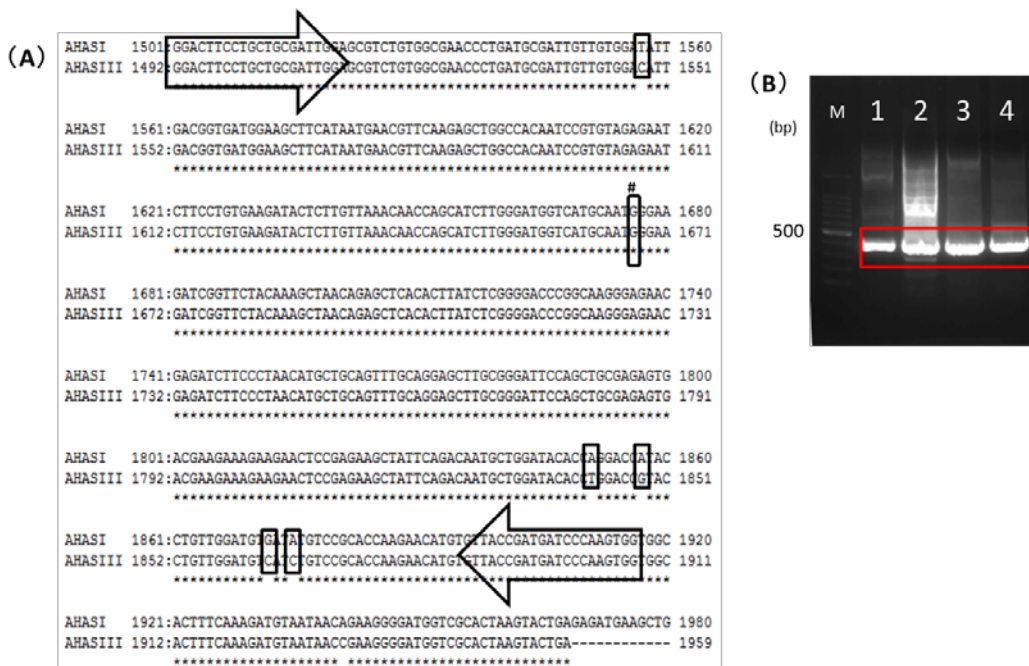 (A)
AHASI 1501:GGACTTCCTGCTGCGATTGGAGCGTCTGTGGCGAACCCTGATGCGATTGTTGTGGATATT 1560
AHASIII 1492:GGACTTCCTGCTGCGATTGGAGCGTCTGTGGCGAACCCTGATGCGATTGTTGTGGACATT 1551
******************************************************** ***
AHASI 1561:GACGGTGATGGAAGCTTCATAATGAACGTTCAAGAGCTGGCCACAATCCGTGTAGAGAAT 1620
AHASIII 1552:GACGGTGATGGAAGCTTCATAATGAACGTTCAAGAGCTGGCCACAATCCGTGTAGAGAAT 1611
************************************************************
#
AHASI 1621:CTTCCTGTGAAGATACTCTTGTTAAACAACCAGCATCTTGGGATGGTCATGCAATGGGAA 1680
AHASIII 1612:CTTCCTGTGAAGATACTCTTGTTAAACAACCAGCATCTTGGGATGGTCATGCAATGGGAA 1671
************************************************************
AHASI 1681:GATCGGTTCTACAAAGCTAACAGAGCTCACACTTATCTCGGGGACCCGGCAAGGGAGAAC 1740
AHASIII 1672:GATCGGTTCTACAAAGCTAACAGAGCTCACACTTATCTCGGGGACCCGGCAAGGGAGAAC 1731
************************************************************
AHASI 1741:GAGATCTTCCCTAACATGCTGCAGTTTGCAGGAGCTTGCGGGATTCCAGCTGCGAGAGTG 1800
AHASIII 1732:GAGATCTTCCCTAACATGCTGCAGTTTGCAGGAGCTTGCGGGATTCCAGCTGCGAGAGTG 1791
************************************************************
AHASI 1801:ACGAAGAAAGAAGAACTCCGAGAAGCTATTCAGACAATGCTGGATACACCAGGACCATAC 1860
AHASIII 1792:ACGAAGAAAGAAGAACTCCGAGAAGCTATTCAGACAATGCTGGATACACCTGGACCGTAC 1851
************************************************** ***** ***
AHASI 1861:CTGTTGGATGTGATATGTCCGCACCAAGAACATGTGTTACCGATGATCCCAAGTGGTGGC 1920
AHASIII 1852:CTGTTGGATGTCATCTGTCCGCACCAAGAACATGTGTTACCGATGATCCCAAGTGGTGGC 1911
*********** ** *********************************************
AHASI 1921:ACTTTCAAAGATGTAATAACAGAAGGGGATGGTCGCACTAAGTACTGAGAGATGAAGCTG 1980
AHASIII 1912:ACTTTCAAAGATGTAATAACCGAAGGGGATGGTCGCACTAAGTACTGA------------ 1959
******************** ***************************
(B)
(bp) M 1 2 3 4
500